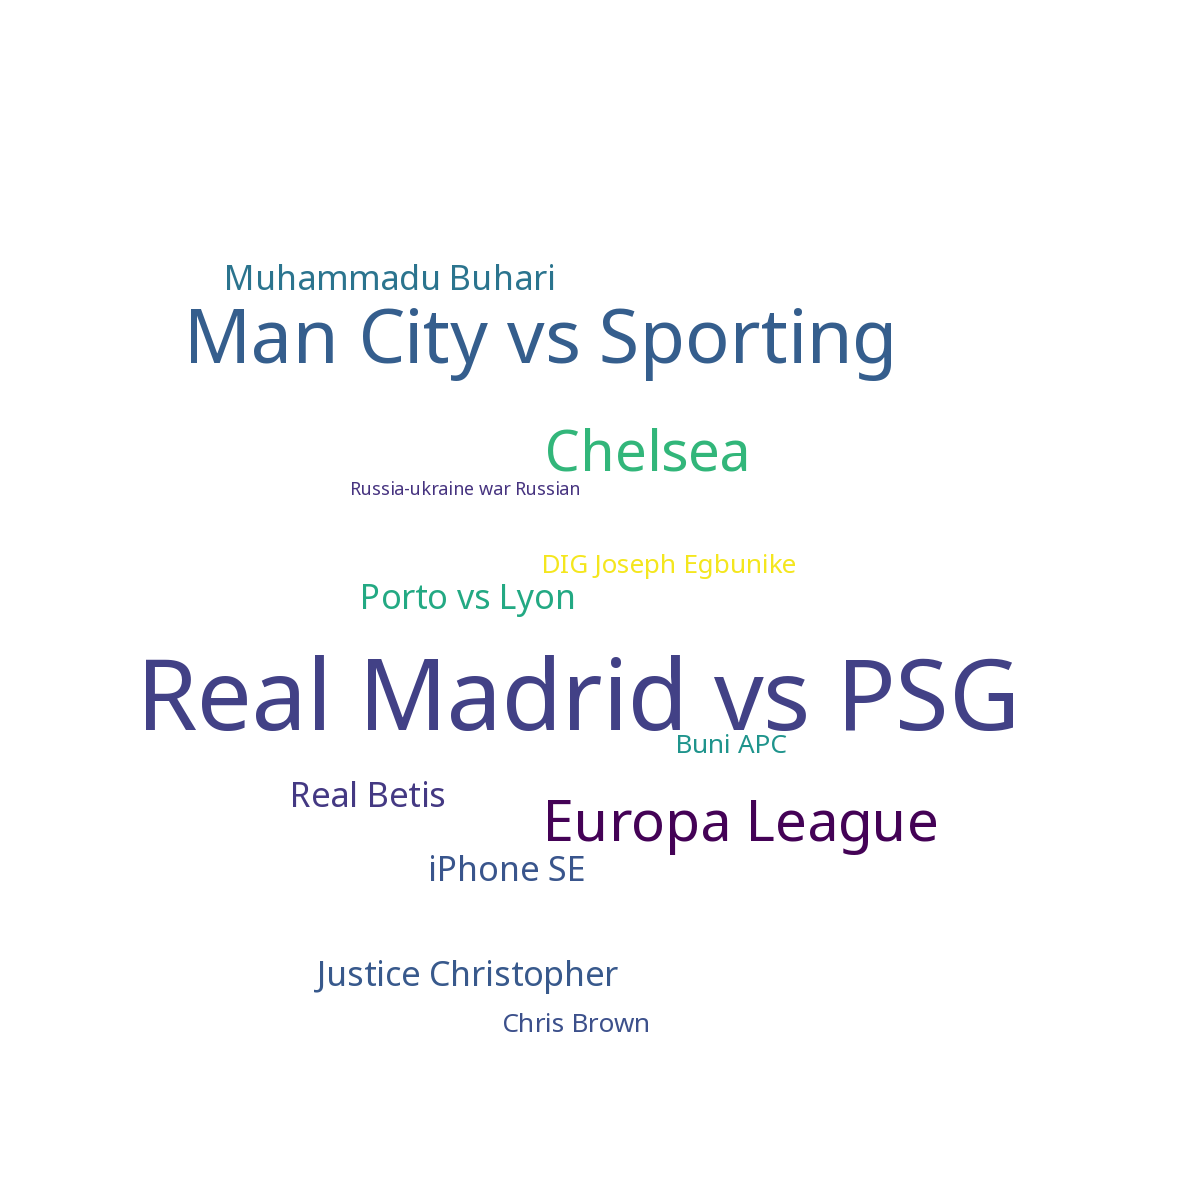 Muhammadu Buhari
Man City vs Sporting
Chelsea
Russia-ukraine war Russian
DIG Joseph Egbunike
Porto vs Lyon
Real Madrid vs PSG
Buni APC
Real Betis
Europa League
iPhone SE
Justice Christopher
Chris Brown